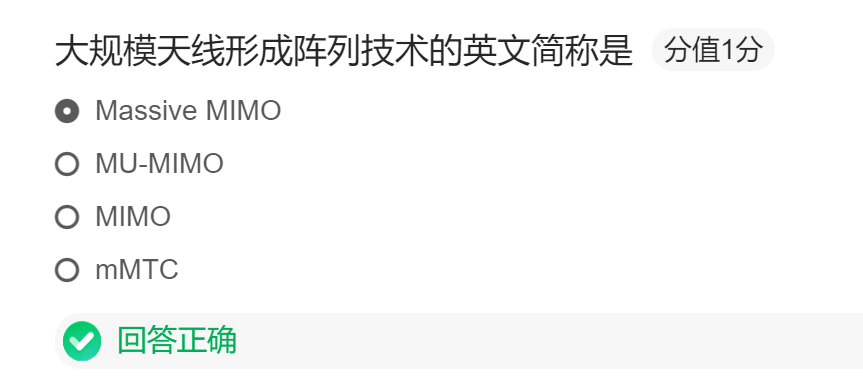 大规模天线形成阵列技术的英文简称是 分值1分
Massive MIMO
MU-MIMO
MIMO
mMTC
回答正确